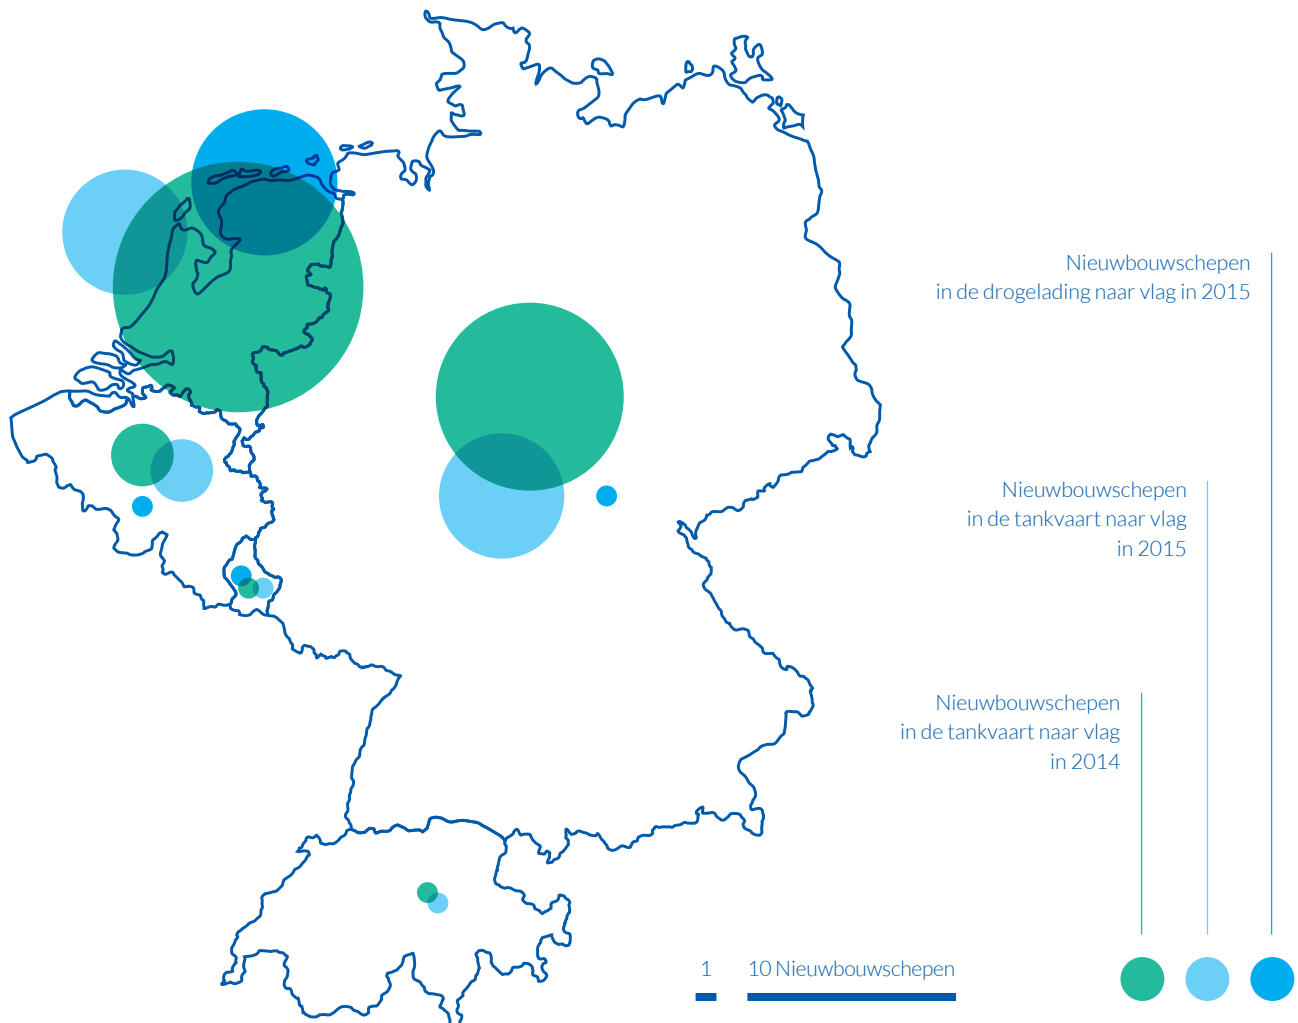 Nieuwbouwschepen
in de drogelading naar vlag in 2015
Nieuwbouwschepen
in de tankvaart naar vlag
in 2015
Nieuwbouwschepen
in de tankvaart naar vlag
in 2014
1
10 Nieuwbouwschepen